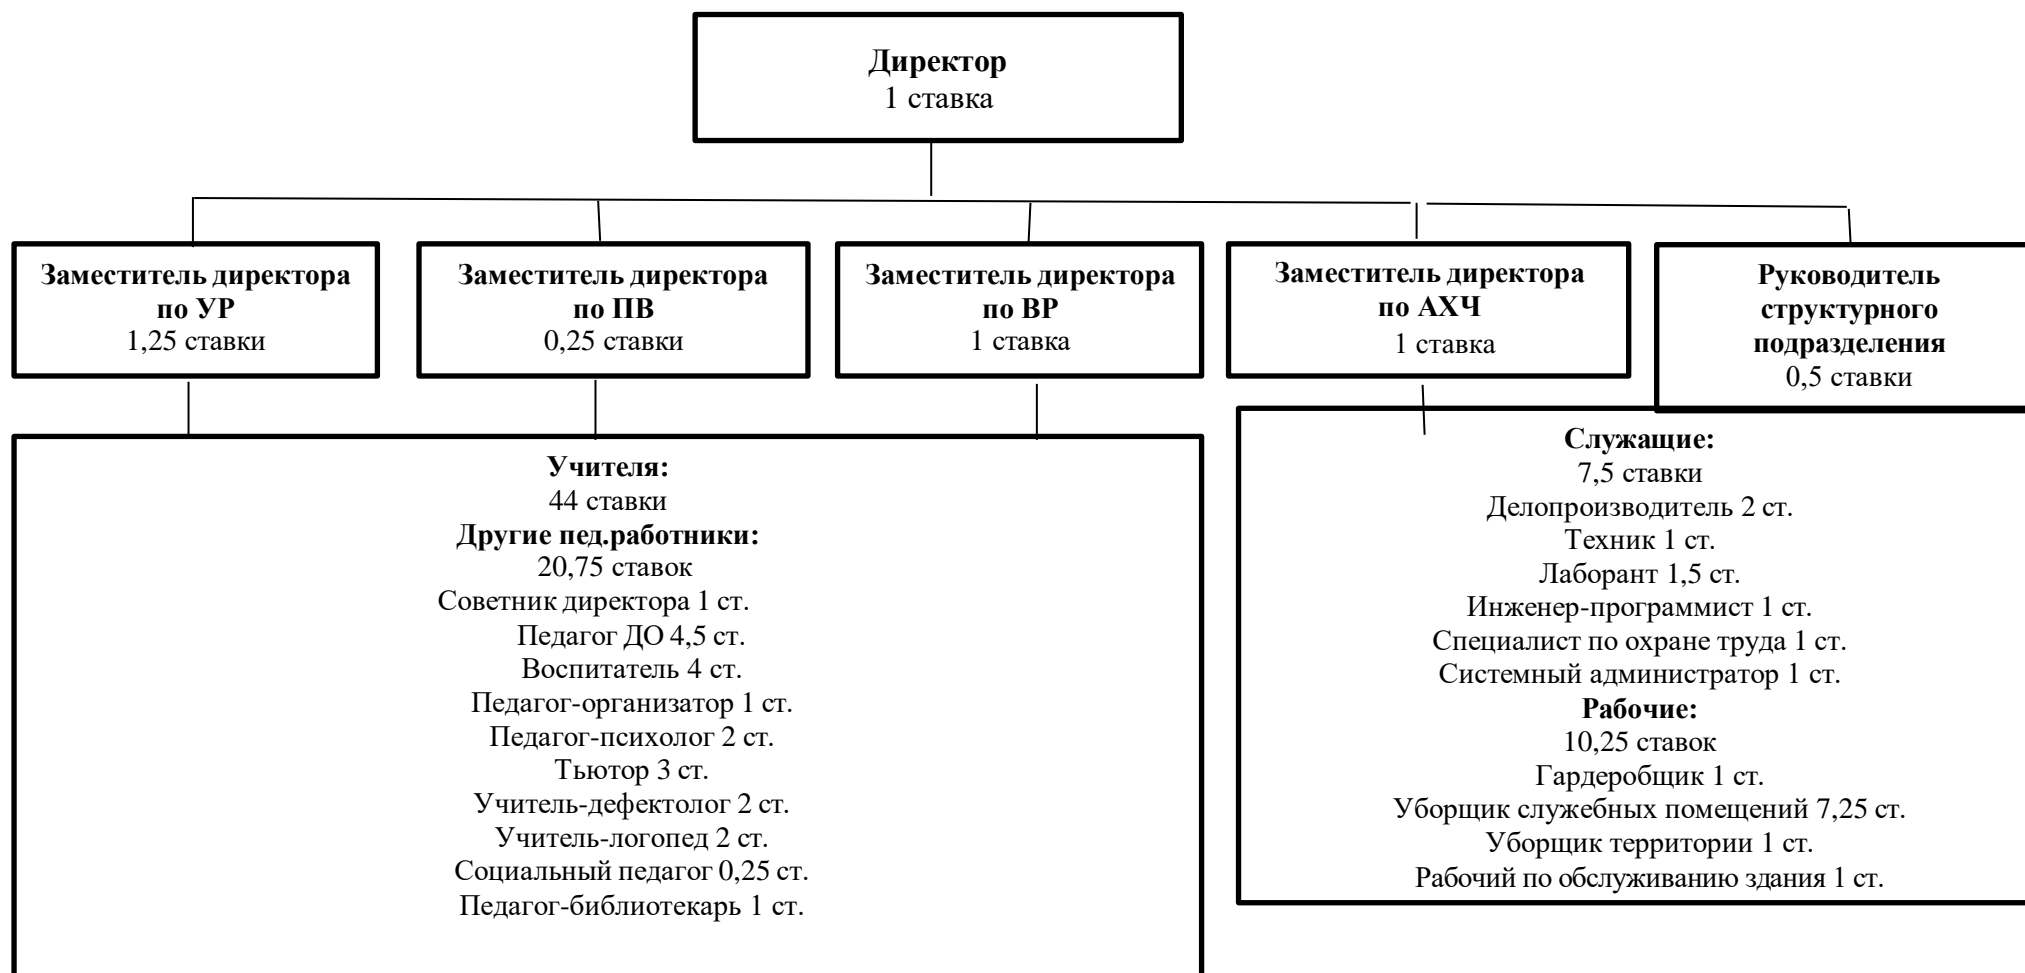 Директор
1 ставка
Заместитель директора
по УР
1,25 ставки
Заместитель директора
по ПВ
0,25 ставки
Заместитель директора
по ВР
1 ставка
Заместитель директора
по АХЧ
1 ставка
Руководитель
структурного
подразделения
0,5 ставки
Учителя:
44 ставки
Другие пед.работники:
20,75 ставок
Советник директора 1 ст.
Педагог ДО 4,5 ст.
Воспитатель 4 ст.
Педагог-организатор 1 ст.
Педагог-психолог 2 ст.
Тьютор 3 ст.
Учитель-дефектолог 2 ст.
Учитель-логопед 2 ст.
Социальный педагог 0,25 ст.
Педагог-библиотекарь 1 ст.
Служащие:
7,5 ставки
Делопроизводитель 2 ст.
Техник 1 ст.
Лаборант 1,5 ст.
Инженер-программист 1 ст.
Специалист по охране труда 1 ст.
Системный администратор 1 ст.
Рабочие:
10,25 ставок
Гардеробщик 1 ст.
Уборщик служебных помещений 7,25 ст.
Уборщик территории 1 ст.
Рабочий по обслуживанию здания 1 ст.